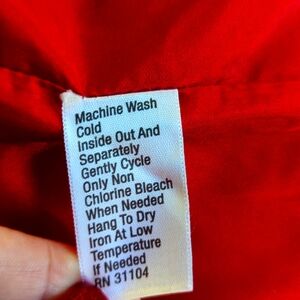 Machine Wash
Cold
Inside Out And
Separately
Gently Cycle
Only Non
Chlorine Bleach
When Needed
Hang To Dry
Iron At Low
Temperature
If Needed
RN 31104